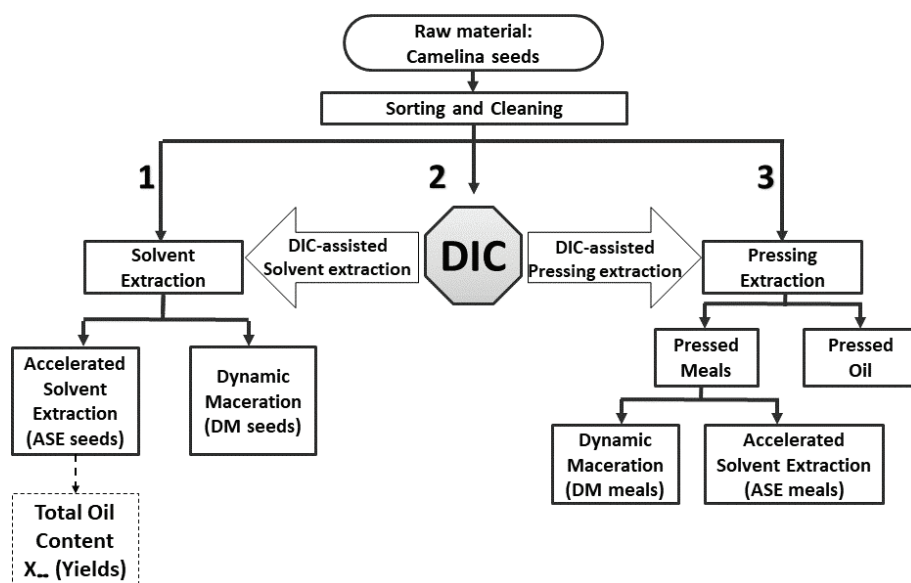 Raw material:
Camelina seeds
Sorting and Cleaning
1
2
3
DIC-assisted
Solvent extraction
DIC
DIC-assisted
Pressing extraction
Solvent
Extraction
Pressing
Extraction
Accelerated
Solvent
Extraction
(ASE seeds)
Dynamic
Maceration
(DM seeds)
Pressed
Meals
Pressed
Oil
Dynamic
Maceration
(DM meals)
Accelerated
Solvent Extraction
(ASE meals)
Total Oil
Content
(Yields)